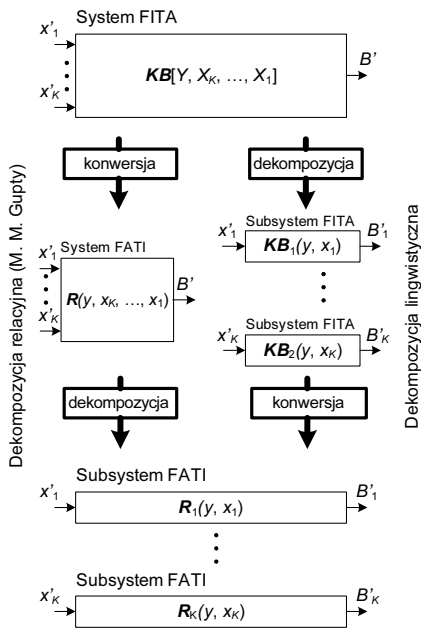 System FITA
x'1
x'K
KB[Y, XK, …, X1]
B'
konwersja
dekompozycja
Dekompozycja relacyjna (M. M. Gupty)
System FATI
x'1
x'K
R(y, xK, …, x1)
B'
Subsystem FITA
x'1
KB1(y, x1)
B'1
Subsystem FITA
x'K
KB2(y, xK)
B'K
Dekompozycja lingwistyczna
dekompozycja
konwersja
Subsystem FATI
x'1
R1(y, x1)
B'1
Subsystem FATI
x'K
RK(y, xK)
B'K